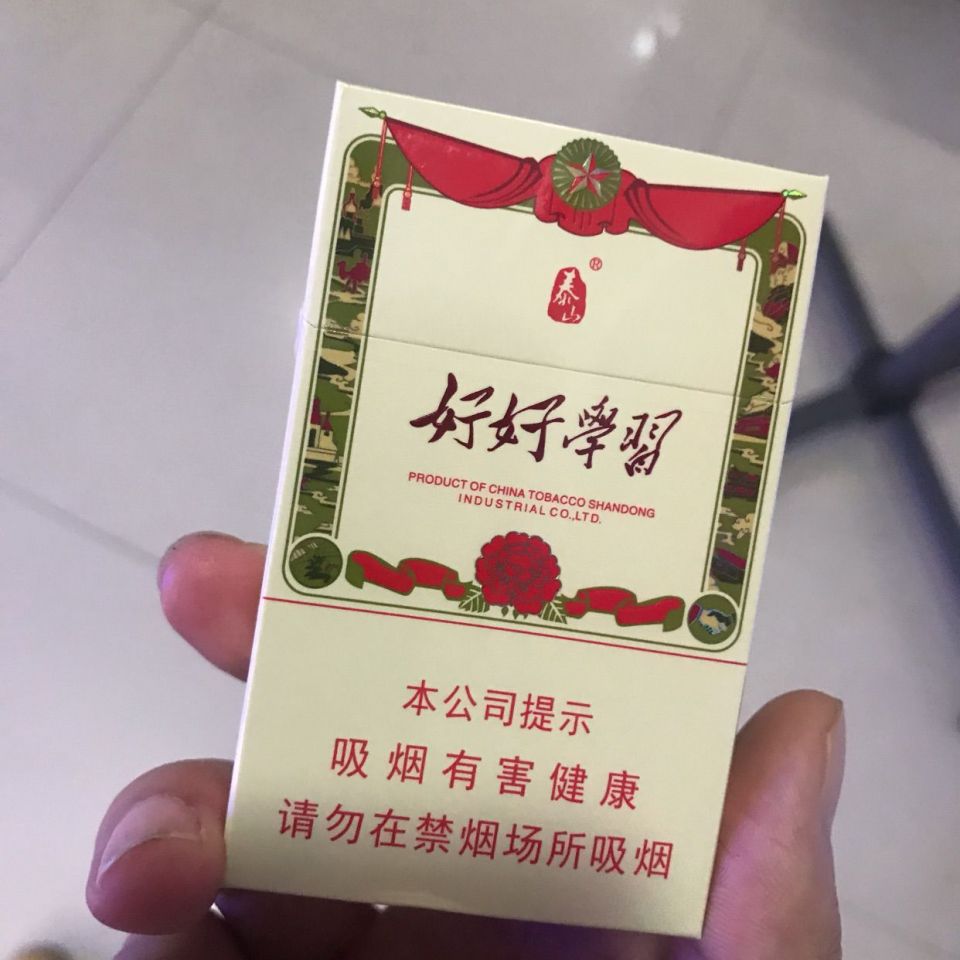 泰山®
好好學習
PRODUCT OF CHINA TOBACCO SHANDONG
INDUSTRIAL CO.,LTD.
本公司提示
吸烟有害健康
请勿在禁烟场所吸烟